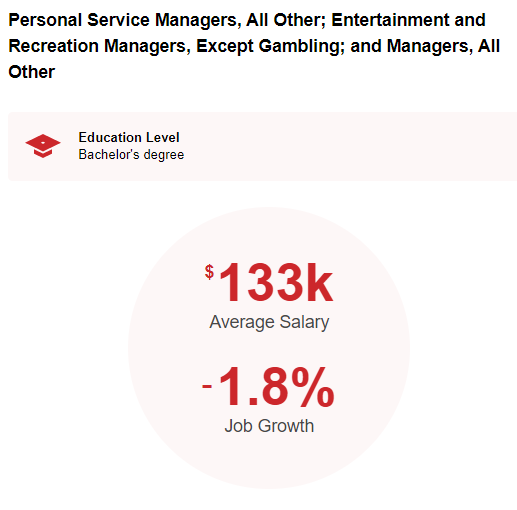 Personal Service Managers, All Other; Entertainment and
Recreation Managers, Except Gambling; and Managers, All
Other
Education Level
Bachelor's degree
$133k
Average Salary
-1.8%
Job Growth